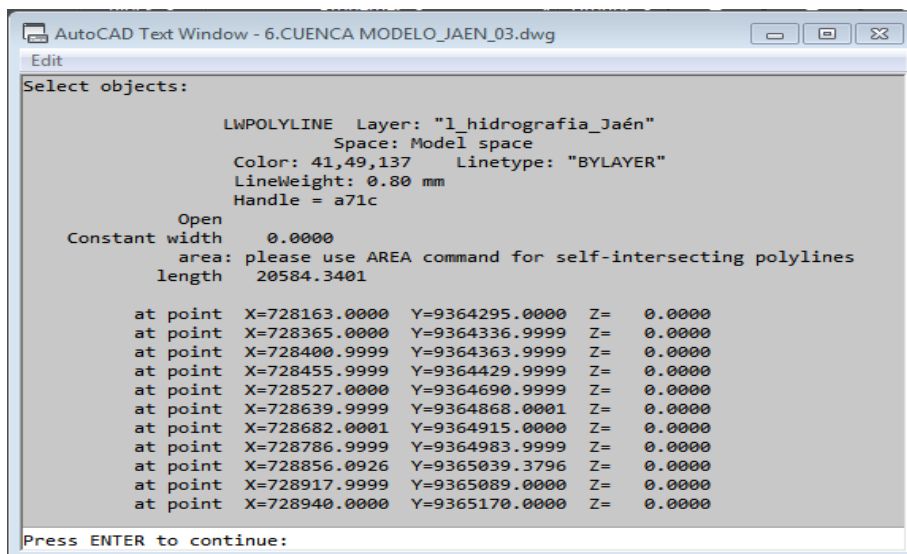 AutoCAD Text Window - 6.CUENCA MODELO_JAEN_03.dwg
Edit
Select objects:
LWPOLYLINE Layer: "l_hidrografia_Jaén"
Space: Model space
Color: 41,49,137 Linetype: "BYLAYER"
LineWeight: 0.80 mm
Handle = a71c
Open
Constant width 0.0000
area: please use AREA command for self-intersecting polylines
length 20584.3401
at point X=728163.0000 Y=9364295.0000 Z= 0.0000
at point X=728365.0000 Y=9364336.9999 Z= 0.0000
at point X=728400.9999 Y=9364363.9999 Z= 0.0000
at point X=728455.9999 Y=9364429.9999 Z= 0.0000
at point X=728527.0000 Y=9364690.9999 Z= 0.0000
at point X=728639.9999 Y=9364868.0001 Z= 0.0000
at point X=728682.0001 Y=9364915.0000 Z= 0.0000
at point X=728786.9999 Y=9364983.9999 Z= 0.0000
at point X=728856.0926 Y=9365039.3796 Z= 0.0000
at point X=728917.9999 Y=9365089.0000 Z= 0.0000
at point X=728940.0000 Y=9365170.0000 Z= 0.0000
Press ENTER to continue: